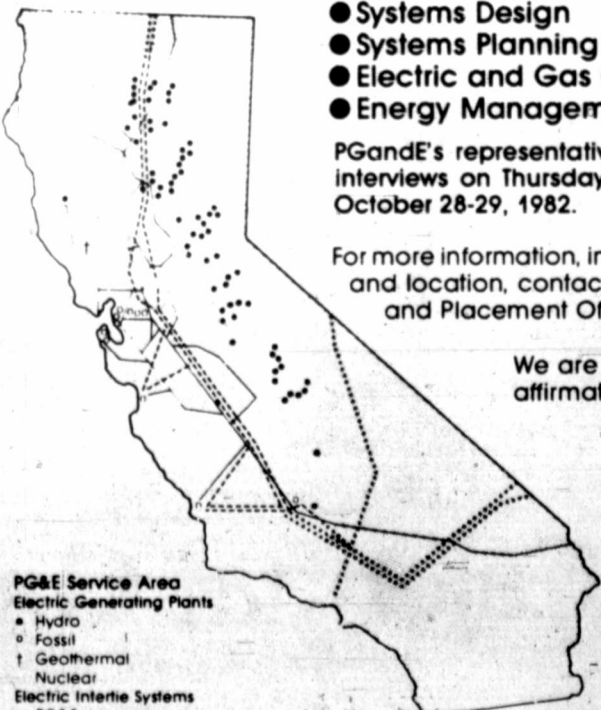 ● Systems Design
● Systems Planning
● Electric and Gas
● Energy Managem
PGandE's representativ
interviews on Thursday
October 28-29, 1982.
For more information, in
and location, contac
and Placement Of
We are
affirmat
PG&E Service Area
Electric Generating Plants
• Hydro
▫ Fossil
† Geothermal
Nuclear
Electric Intertie Systems